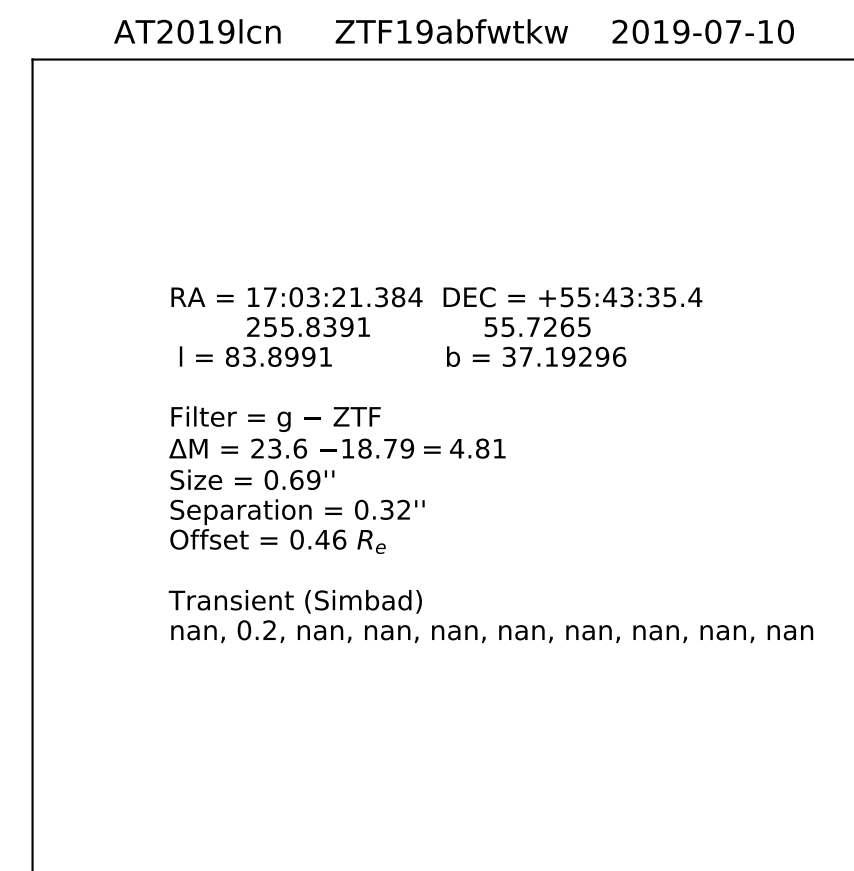 AT2019lcn ZTF19abfwtkw 2019-07-10
RA = 17:03:21.384 DEC = +55:43:35.4
255.8391 55.7265
l = 83.8991 b = 37.19296
Filter = g − ZTF
ΔM = 23.6 −18.79 = 4.81
Size = 0.69''
Separation = 0.32''
Offset = 0.46 Re
Transient (Simbad)
nan, 0.2, nan, nan, nan, nan, nan, nan, nan, nan